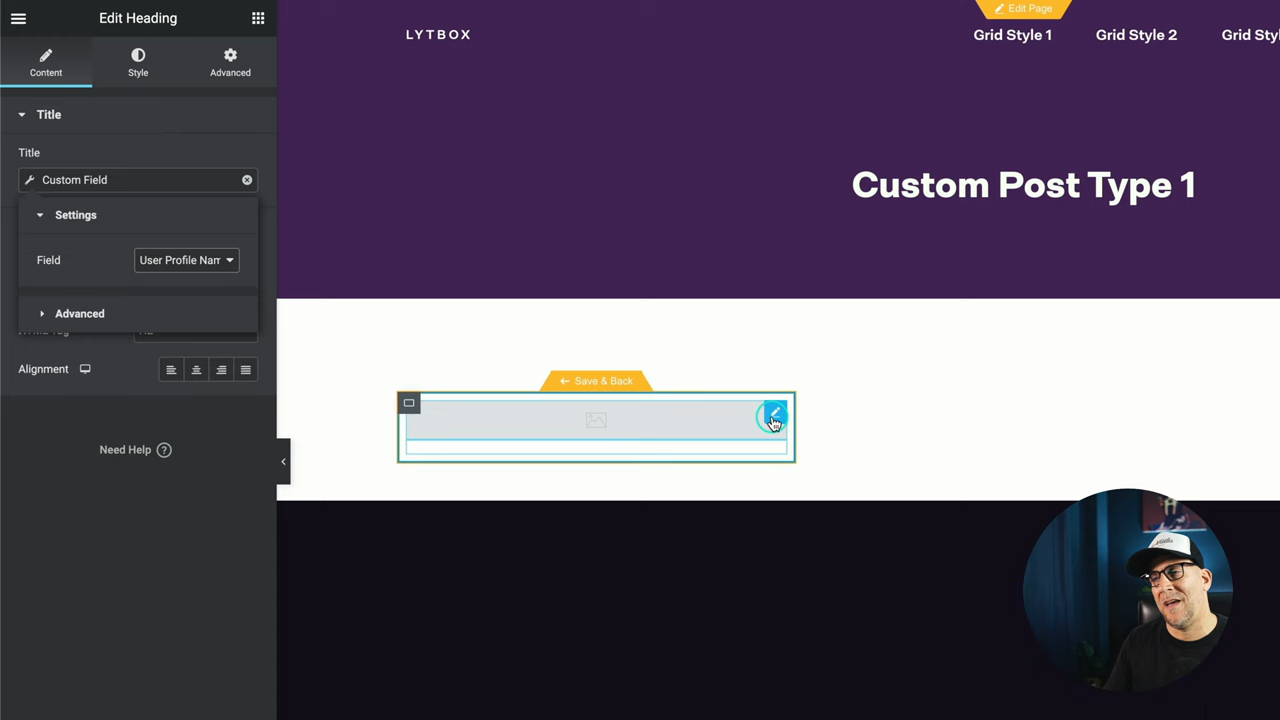 Edit Heading
Edit Page
LYTBOX
Grid Style 1
Grid Style 2
Grid Sty
Content
Style
Advanced
Title
Title
Custom Field
Custom Post Type 1
Settings
Field
User Profile Nam
Advanced
Alignment
Save & Back
Need Help